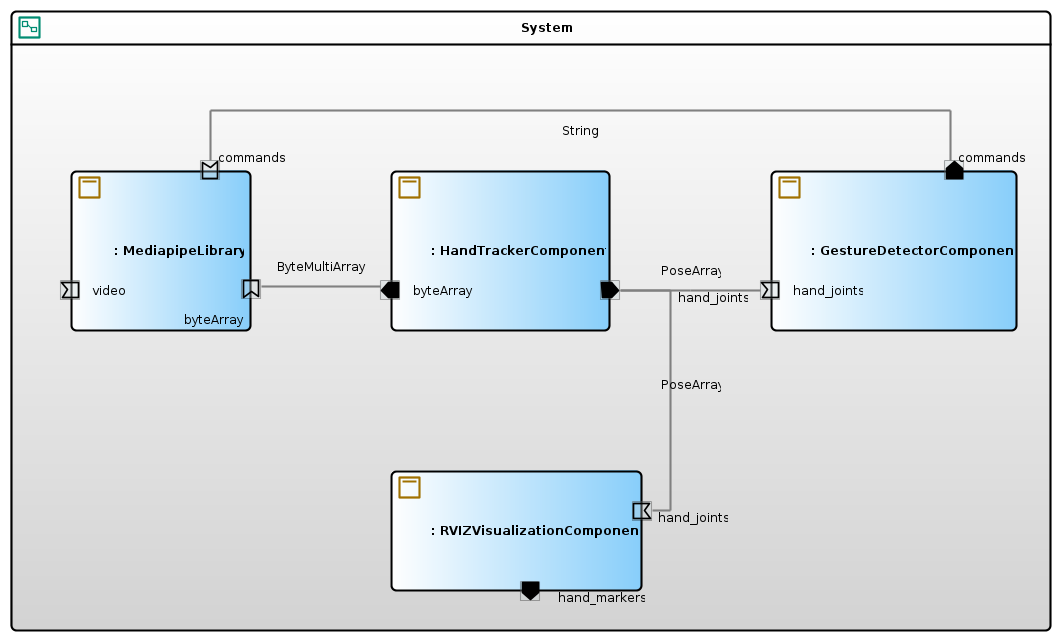 System
String
commands
commands
: MediapipeLibrary
: HandTrackerComponent
: GestureDetectorComponen
ByteMultiArray
PoseArray
video
byteArray
hand_joints
hand_joints
byteArray
PoseArray
: RVIZVisualizationComponen
hand_joints
hand_markers